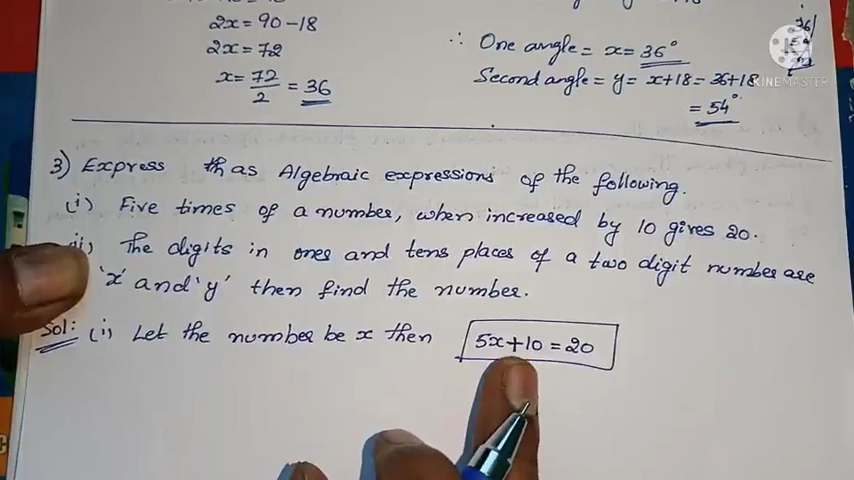 2x = 90 - 18
2x = 72
x = 72/2 = 36
∴ One angle = x = 36°
Second angle = y = x+18 = 36+18
= 54°
KINEMASTER
3) Express as Algebraic expressions of the following.
(i) Five times of a number, when increased by 10 gives 20.
The digits in ones and tens places of a two digit number are
'x' and 'y' then find the number.
Sol: (i) Let the number be x then 5x+10 = 20